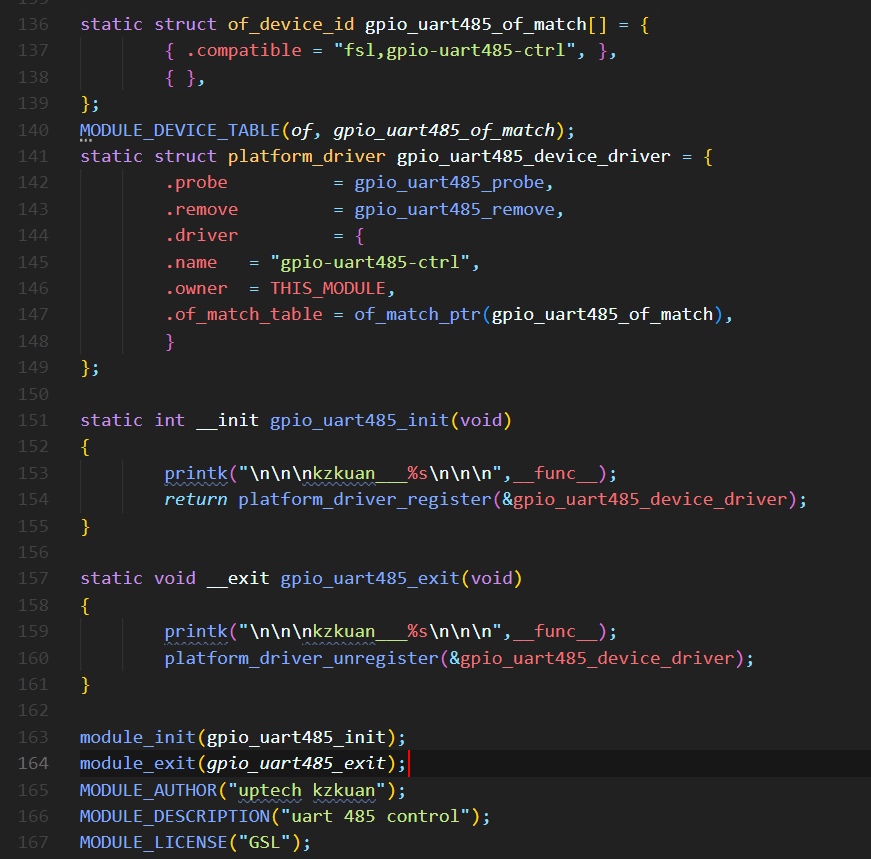 136 static struct of_device_id gpio_uart485_of_match[] = {
137 { .compatible = "fsl,gpio-uart485-ctrl", },
138 { },
139 };
140 MODULE_DEVICE_TABLE(of, gpio_uart485_of_match);
141 static struct platform_driver gpio_uart485_device_driver = {
142 .probe = gpio_uart485_probe,
143 .remove = gpio_uart485_remove,
144 .driver = {
145 .name = "gpio-uart485-ctrl",
146 .owner = THIS_MODULE,
147 .of_match_table = of_match_ptr(gpio_uart485_of_match),
148 }
149 };
150
151 static int __init gpio_uart485_init(void)
152 {
153 printk("\n\n\nkzkuan___%s\n\n\n",__func__);
154 return platform_driver_register(&gpio_uart485_device_driver);
155 }
156
157 static void __exit gpio_uart485_exit(void)
158 {
159 printk("\n\n\nkzkuan___%s\n\n\n",__func__);
160 platform_driver_unregister(&gpio_uart485_device_driver);
161 }
162
163 module_init(gpio_uart485_init);
164 module_exit(gpio_uart485_exit);
165 MODULE_AUTHOR("uptech kzkuan");
166 MODULE_DESCRIPTION("uart 485 control");
167 MODULE_LICENSE("GSL");